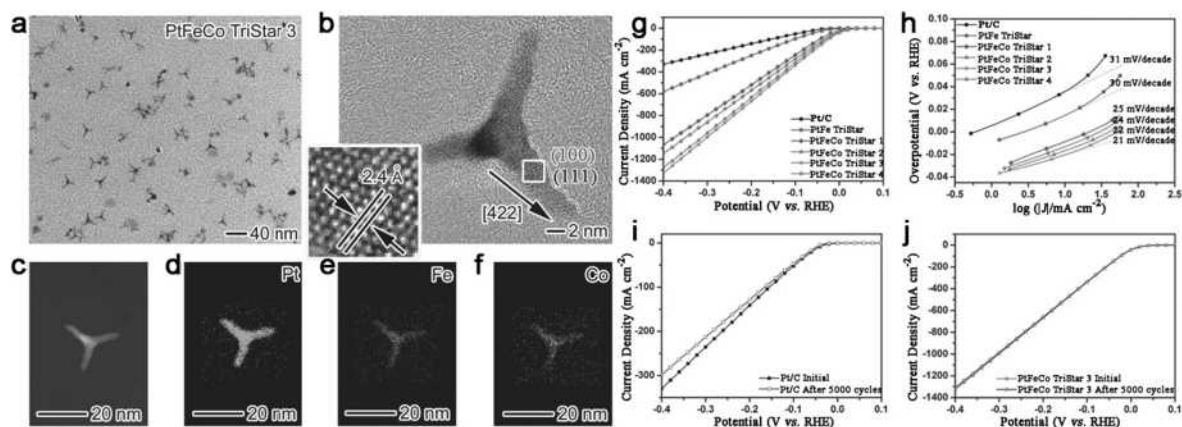 a
PtFeCo TriStar 3
40 nm
b
2.4 Å
(100)
(111)
[422]
2 nm
c
20 nm
d
Pt
20 nm
e
Fe
20 nm
f
Co
20 nm
g
Current Density (mA cm-2)
0
-200
-400
-600
-800
-1000
-1200
-1400
Pt/C
PtFe TriStar
PtFeCo TriStar 1
PtFeCo TriStar 2
PtFeCo TriStar 3
PtFeCo TriStar 4
-0.4 -0.3 -0.2 -0.1 0.0 0.1
Potential (V vs. RHE)
h
Overpotential (V vs. RHE)
0.10
0.08
0.06
0.04
0.02
0.00
-0.02
-0.04
Pt/C
PtFe TriStar
PtFeCo TriStar 1
PtFeCo TriStar 2
PtFeCo TriStar 3
PtFeCo TriStar 4
31 mV/decade
30 mV/decade
25 mV/decade
24 mV/decade
22 mV/decade
21 mV/decade
-0.5 0.0 0.5 1.0 1.5 2.0 2.5
log (|J|/mA cm-2)
i
Current Density (mA cm-2)
0
-100
-200
-300
Pt/C Initial
Pt/C After 5000 cycles
-0.4 -0.3 -0.2 -0.1 0.0 0.1
Potential (V vs. RHE)
j
Current Density (mA cm-2)
0
-200
-400
-600
-800
-1000
-1200
-1400
PtFeCo TriStar 3 Initial
PtFeCo TriStar 3 After 5000 cycles
-0.4 -0.3 -0.2 -0.1 0.0 0.1
Potential (V vs. RHE)